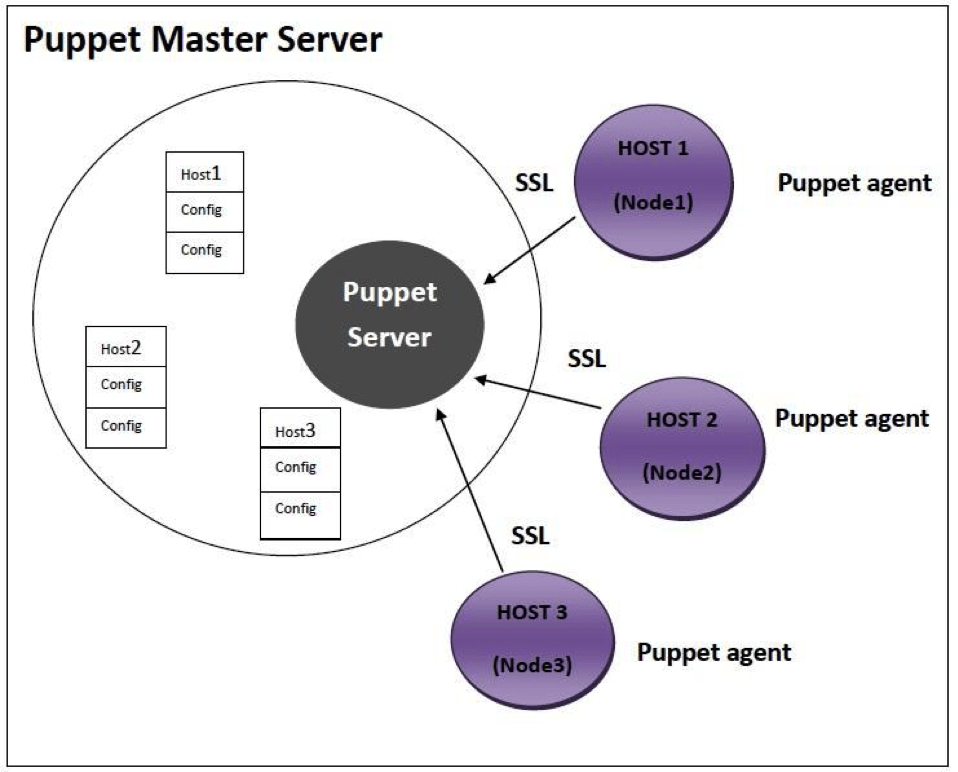 Puppet Master Server
Host1
Config
Config
Host2
Config
Config
Host3
Config
Config
Puppet
Server
SSL
HOST 1
(Node1)
Puppet agent
SSL
HOST 2
(Node2)
Puppet agent
SSL
HOST 3
(Node3)
Puppet agent